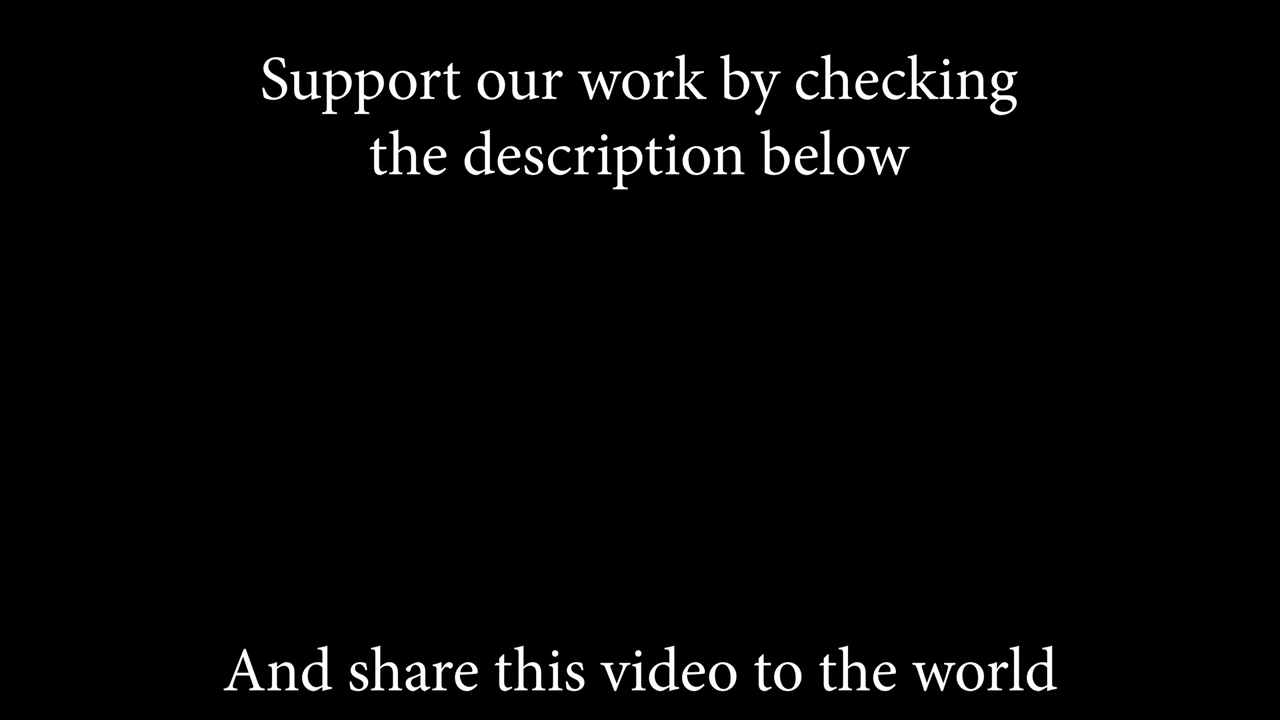 Support our work by checking
the description below
And share this video to the world